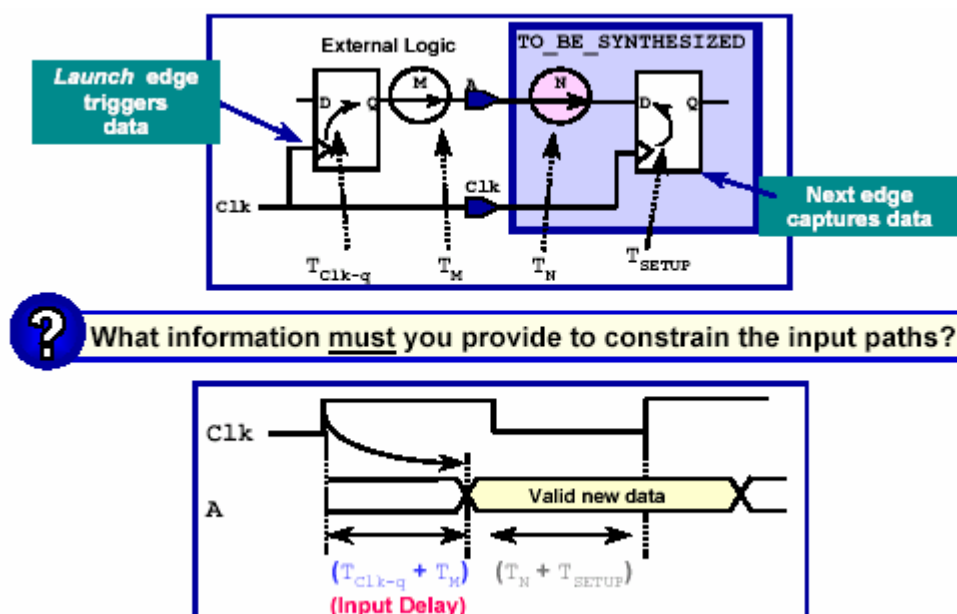 External Logic
TO_BE_SYNTHESIZED
Launch edge
triggers
data
D Q
M
A
N
D Q
Clk
Clk
Next edge
captures data
TClk-q
TM
TN
TSETUP
? What information must you provide to constrain the input paths?
Clk
A
Valid new data
(TClk-q + TM) (TN + TSETUP)
(Input Delay)